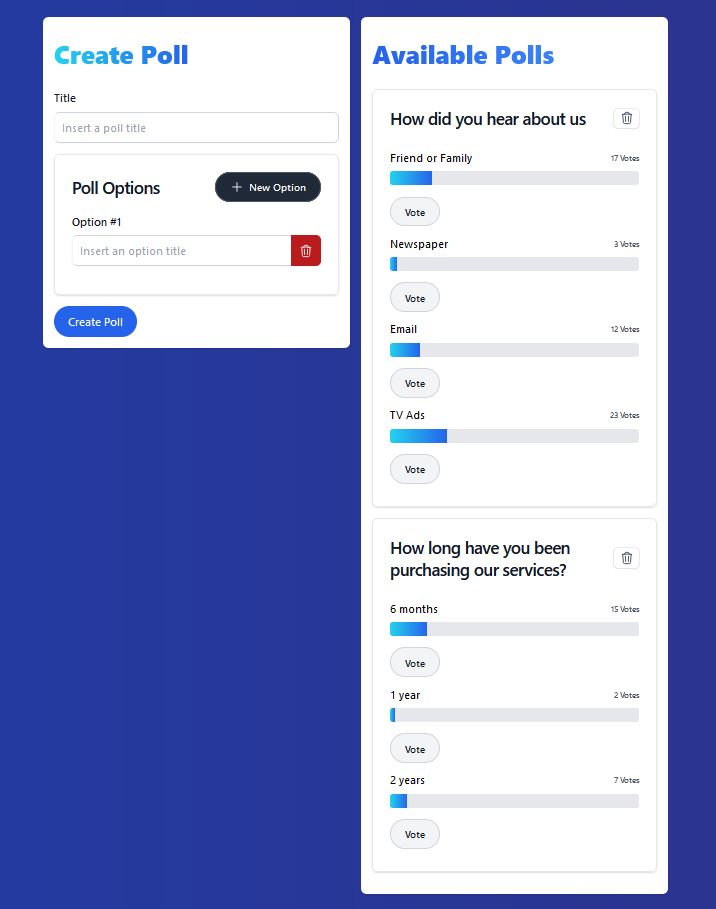 Create Poll
Title
Insert a poll title
Poll Options
New Option
Option #1
Insert an option title
Create Poll
Available Polls
How did you hear about us
Friend or Family
17 Votes
Vote
Newspaper
3 Votes
Vote
Email
12 Votes
Vote
TV Ads
23 Votes
Vote
How long have you been
purchasing our services?
6 months
15 Votes
Vote
1 year
2 Votes
Vote
2 years
7 Votes
Vote